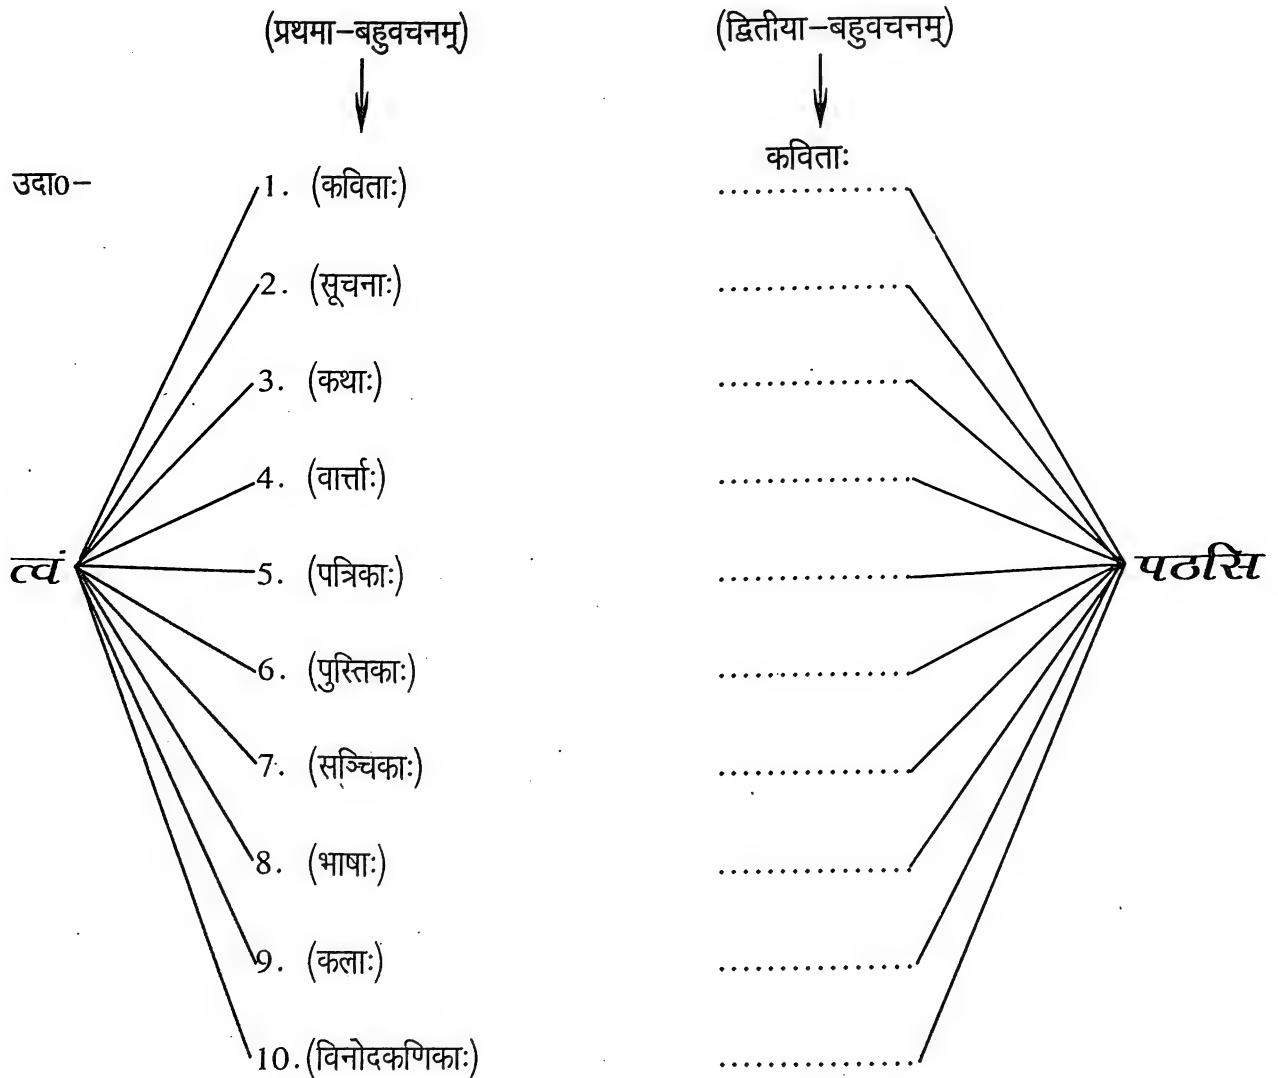 (प्रथमा-बहुवचनम्) (द्वितीया-बहुवचनम्)
कविताः
उदा०- 1. (कविताः) ..............
2. (सूचनाः) ..............
3. (कथाः) ..............
4. (वार्त्ताः) ..............
त्वं 5. (पत्रिकाः) .............. पठसि
6. (पुस्तिकाः) ..............
7. (सञ्चिकाः) ..............
8. (भाषाः) ..............
9. (कलाः) ..............
10. (विनोदकणिकाः) ..............